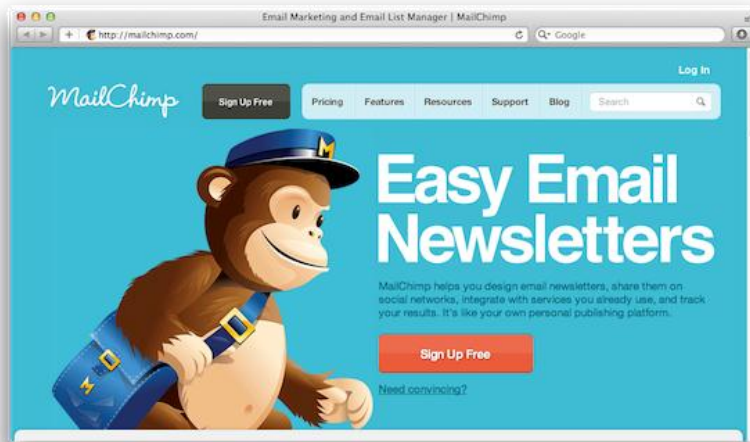 Email Marketing and Email List Manager | MailChimp
http://mailchimp.com/
Google
Log In
MailChimp
Sign Up Free
Pricing
Features
Resources
Support
Blog
Search
M
Easy Email
Newsletters
MailChimp helps you design email newsletters, share them on
social networks, integrate with services you already use, and track
your results. It's like your own personal publishing platform.
Sign Up Free
Need convincing?